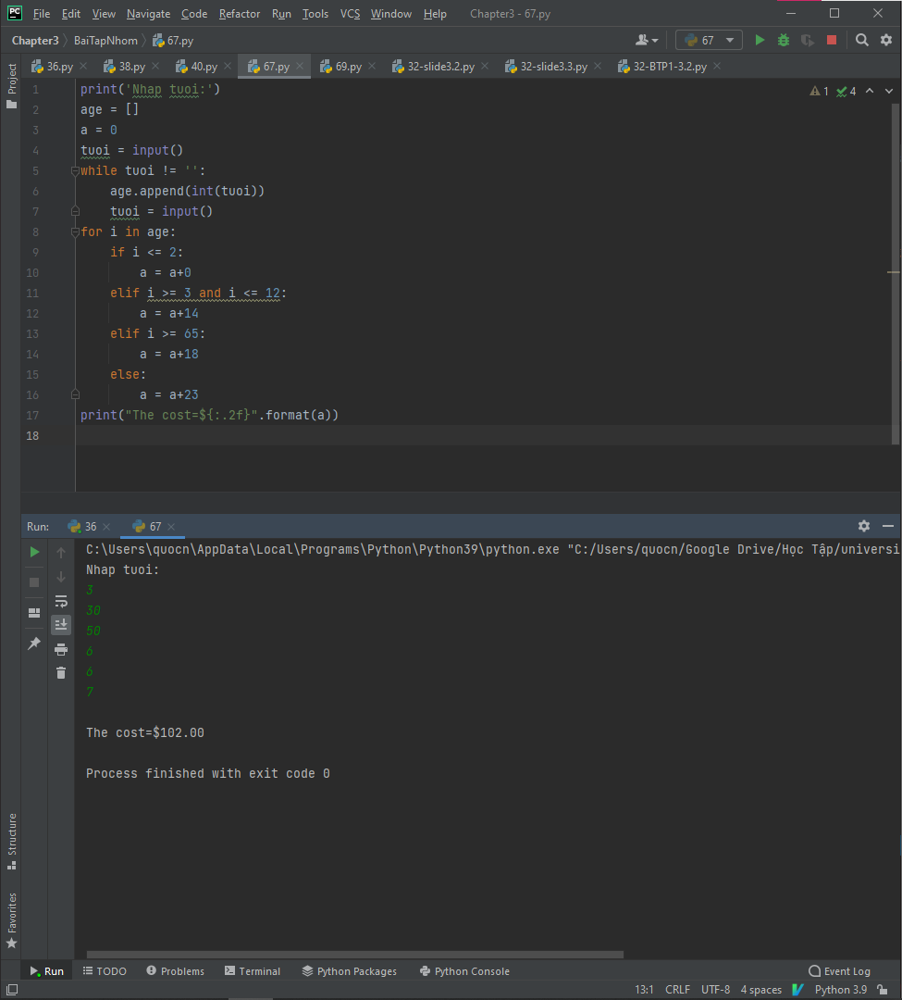 PC File Edit View Navigate Code Refactor Run Tools VCS Window Help Chapter3 - 67.py
Chapter3 BaiTapNhom 67.py 67
36.py 38.py 40.py 67.py 69.py 32-slide3.2.py 32-slide3.3.py 32-BTP1-3.2.py
Project
1 print('Nhap tuoi:')
1 4
2 age = []
3 a = 0
4 tuoi = input()
5 while tuoi != '':
6     age.append(int(tuoi))
7     tuoi = input()
8 for i in age:
9     if i <= 2:
10         a = a+0
11     elif i >= 3 and i <= 12:
12         a = a+14
13     elif i >= 65:
14         a = a+18
15     else:
16         a = a+23
17 print("The cost=${:.2f}".format(a))
18
Run: 36 67
C:\Users\quocn\AppData\Local\Programs\Python\Python39\python.exe "C:/Users/quocn/Google Drive/Học Tập/universi
Nhap tuoi:
3
30
50
6
6
7
The cost=$102.00
Process finished with exit code 0
Structure
Favorites
Run TODO Problems Terminal Python Packages Python Console Event Log
13:1 CRLF UTF-8 4 spaces Python 3.9